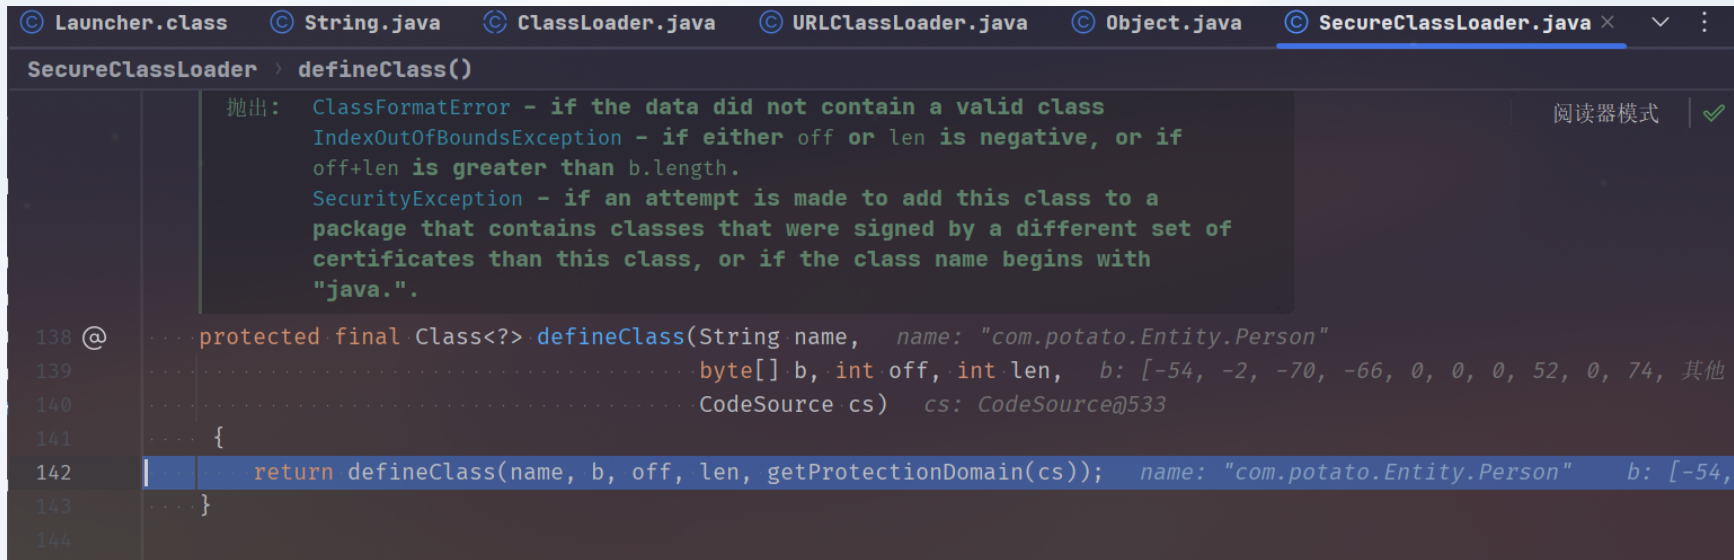 Launcher.class String.java ClassLoader.java URLClassLoader.java Object.java SecureClassLoader.java
SecureClassLoader > defineClass()
抛出: ClassFormatError – if the data did not contain a valid class
阅读器模式
IndexOutOfBoundsException – if either off or len is negative, or if
off+len is greater than b.length.
SecurityException – if an attempt is made to add this class to a
package that contains classes that were signed by a different set of
certificates than this class, or if the class name begins with
"java.".
138 @ protected final Class<?> defineClass(String name, name: "com.potato.Entity.Person"
139 byte[] b, int off, int len, b: [-54, -2, -70, -66, 0, 0, 0, 52, 0, 74, 其他
140 CodeSource cs) cs: CodeSource@533
141 {
142 return defineClass(name, b, off, len, getProtectionDomain(cs)); name: "com.potato.Entity.Person" b: [-54,
143 }
144